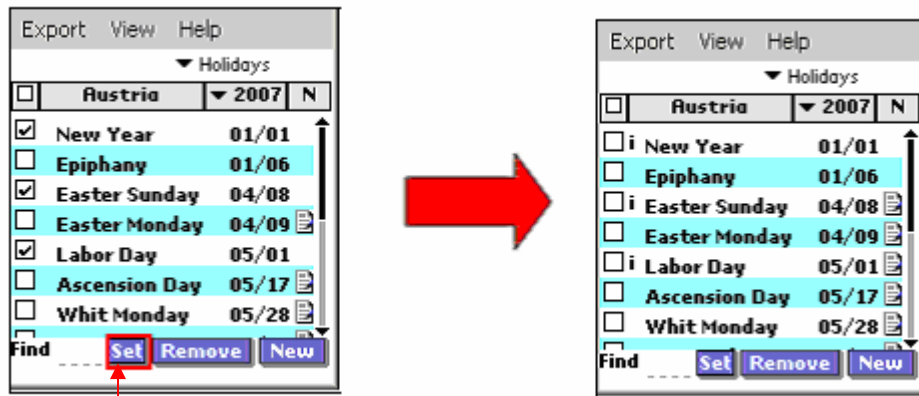 Export View Help
Holidays
Austria 2007 N
New Year 01/01
Epiphany 01/06
Easter Sunday 04/08
Easter Monday 04/09
Labor Day 05/01
Ascension Day 05/17
Whit Monday 05/28
Find Set Remove New
Export View Help
Holidays
Austria 2007 N
i New Year 01/01
Epiphany 01/06
i Easter Sunday 04/08
Easter Monday 04/09
i Labor Day 05/01
Ascension Day 05/17
Whit Monday 05/28
Find Set Remove New